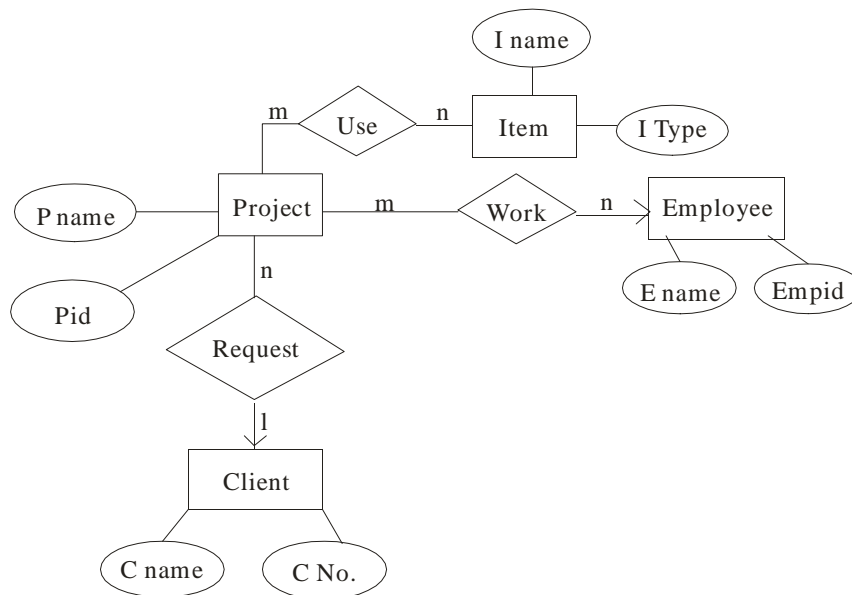 I name
m
Use
n
Item
I Type
P name
Project
m
Work
n
Employee
Pid
n
E name
Empid
Request
l
Client
C name
C No.